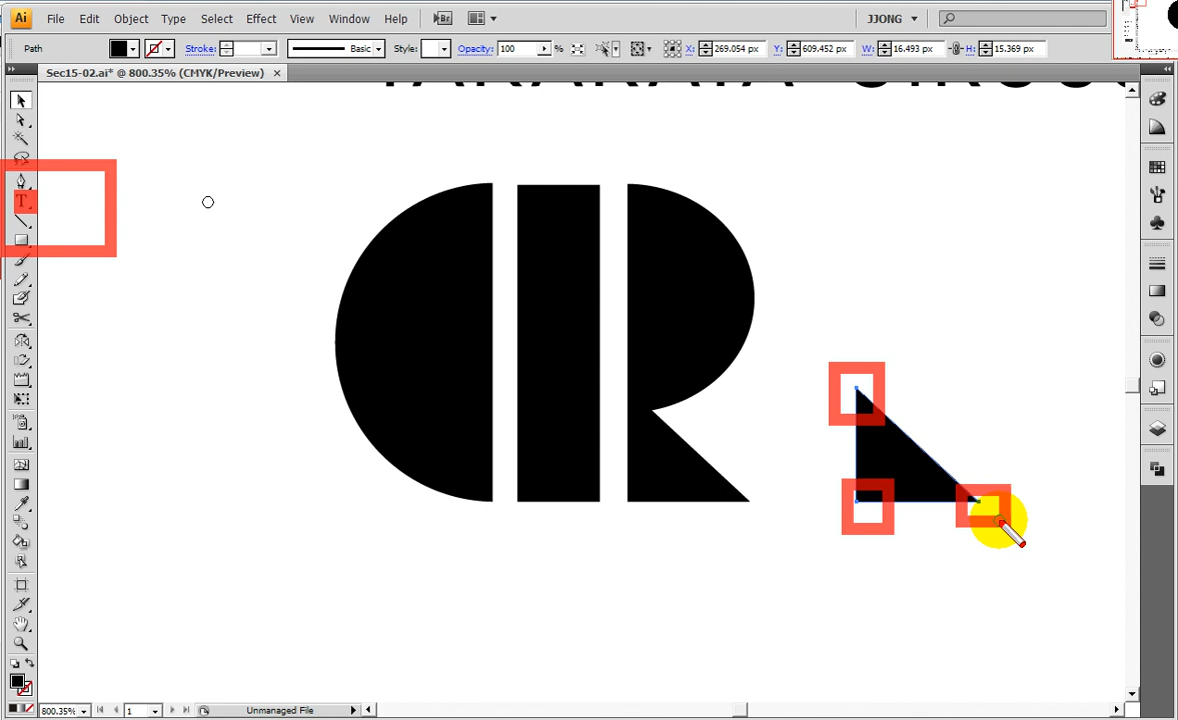 Ai File Edit Object Type Select Effect View Window Help Br JJONG
Path Stroke: Basic Style: Opacity: 100 % X: 269.054 px Y: 609.452 px W: 16.493 px H: 15.369 px
Sec15-02.ai* @ 800.35% (CMYK/Preview)
T
CIR
800.35% 1 Unmanaged File